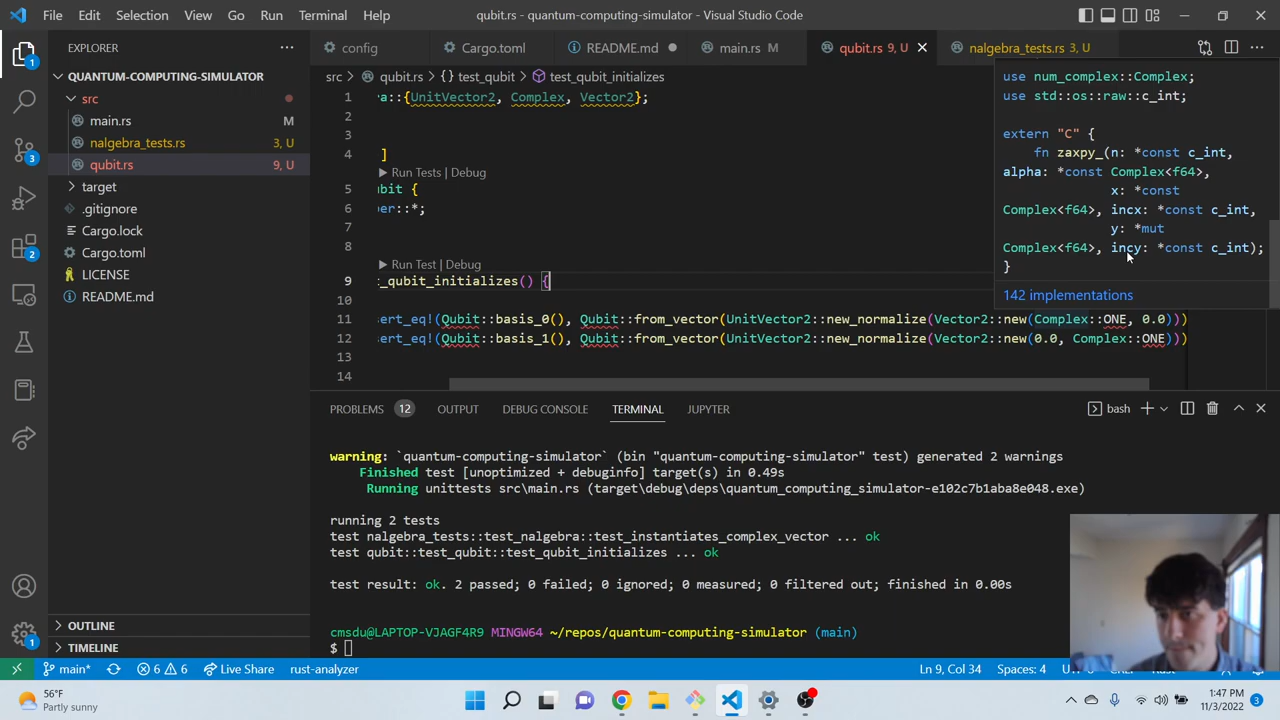 File Edit Selection View Go Run Terminal Help
qubit.rs - quantum-computing-simulator - Visual Studio Code
EXPLORER
QUANTUM-COMPUTING-SIMULATOR
src
main.rs M
nalgebra_tests.rs 3, U
qubit.rs 9, U
target
.gitignore
Cargo.lock
Cargo.toml
LICENSE
README.md
OUTLINE
TIMELINE
config Cargo.toml README.md main.rs M qubit.rs 9, U nalgebra_tests.rs 3, U
src > qubit.rs > {} test_qubit > test_qubit_initializes
1 ra::{UnitVector2, Complex, Vector2};
2
3
4 ]
Run Tests | Debug
5 ubit {
6 per::*;
7
8
Run Test | Debug
9 t_qubit_initializes() {
10
11 sert_eq!(Qubit::basis_0(), Qubit::from_vector(UnitVector2::new_normalize(Vector2::new(Complex::ONE, 0.0)))
12 sert_eq!(Qubit::basis_1(), Qubit::from_vector(UnitVector2::new_normalize(Vector2::new(0.0, Complex::ONE)))
13
14
use num_complex::Complex;
use std::os::raw::c_int;
extern "C" {
fn zaxpy_(n: *const c_int,
alpha: *const Complex<f64>,
x: *const
Complex<f64>, incx: *const c_int,
y: *mut
Complex<f64>, incy: *const c_int);
}
142 implementations
PROBLEMS 12 OUTPUT DEBUG CONSOLE TERMINAL JUPYTER
bash
warning: `quantum-computing-simulator` (bin "quantum-computing-simulator" test) generated 2 warnings
Finished test [unoptimized + debuginfo] target(s) in 0.49s
Running unittests src\main.rs (target\debug\deps\quantum_computing_simulator-e102c7b1aba8e048.exe)
running 2 tests
test nalgebra_tests::test_nalgebra::test_instantiates_complex_vector ... ok
test qubit::test_qubit::test_qubit_initializes ... ok
test result: ok. 2 passed; 0 failed; 0 ignored; 0 measured; 0 filtered out; finished in 0.00s
cmsdu@LAPTOP-VJAGF4R9 MINGW64 ~/repos/quantum-computing-simulator (main)
$
main* 6 6 Live Share rust-analyzer Ln 9, Col 34 Spaces: 4 Rust
56°F
Partly sunny
1:47 PM
11/3/2022 3